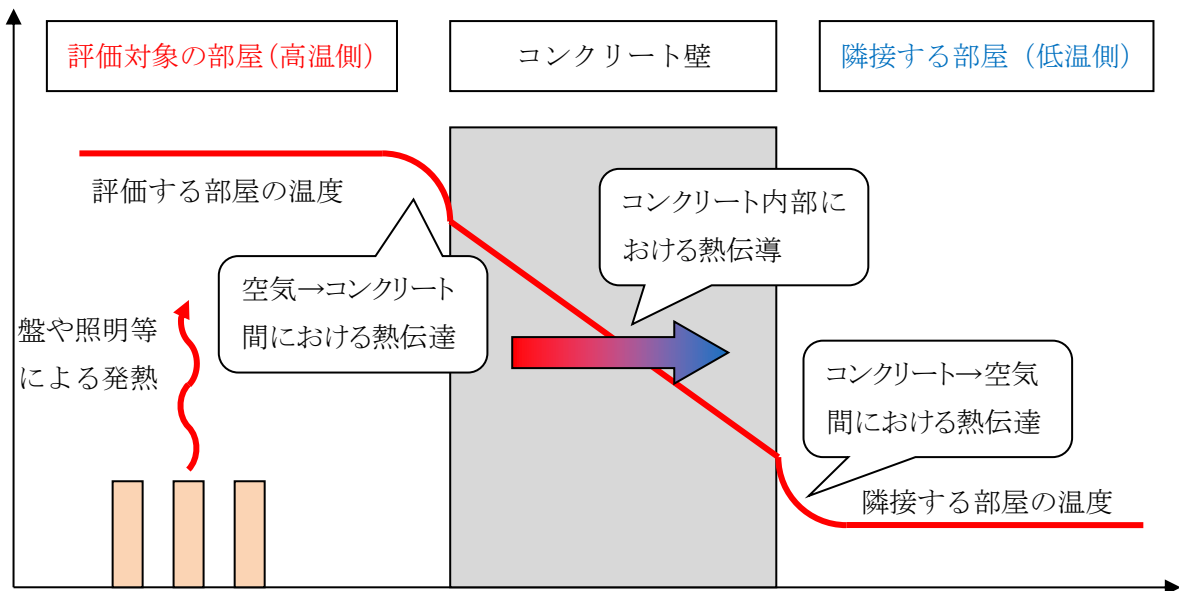 評価対象の部屋(高温側)
コンクリート壁
隣接する部屋（低温側）
評価する部屋の温度
コンクリート内部に
おける熱伝導
空気→コンクリート
間における熱伝達
盤や照明等
による発熱
コンクリート→空気
間における熱伝達
隣接する部屋の温度